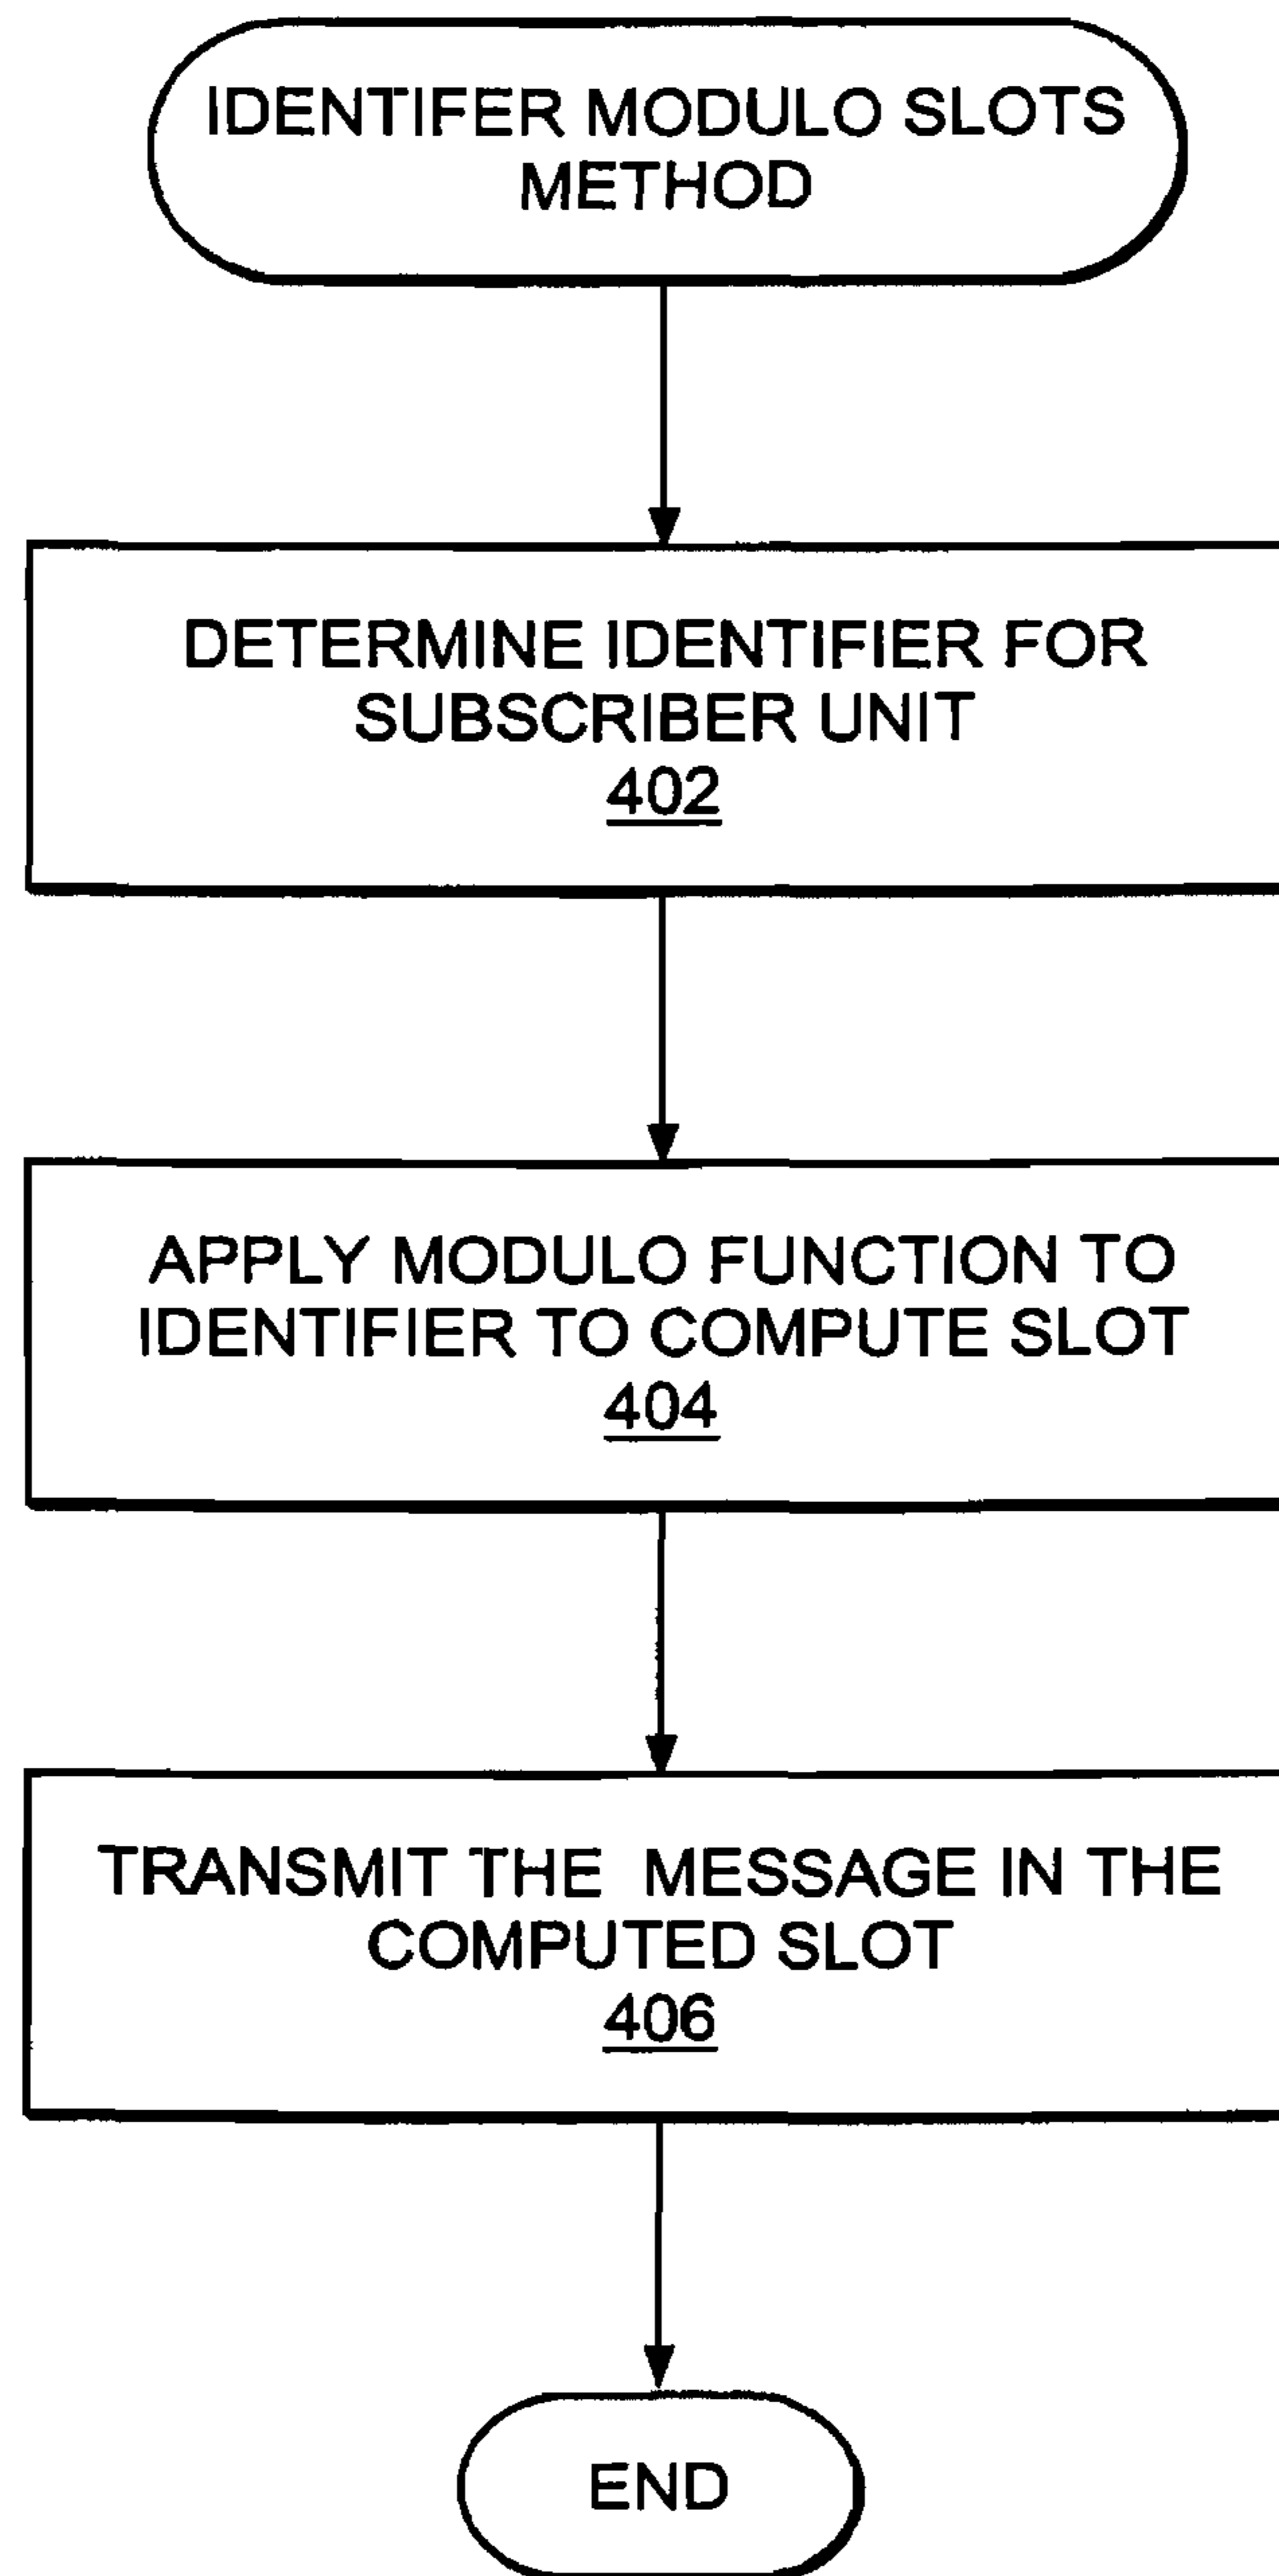 IDENTIFER MODULO SLOTS
METHOD
DETERMINE IDENTIFIER FOR
SUBSCRIBER UNIT
402
APPLY MODULO FUNCTION TO
IDENTIFIER TO COMPUTE SLOT
404
TRANSMIT THE MESSAGE IN THE
COMPUTED SLOT
406
END